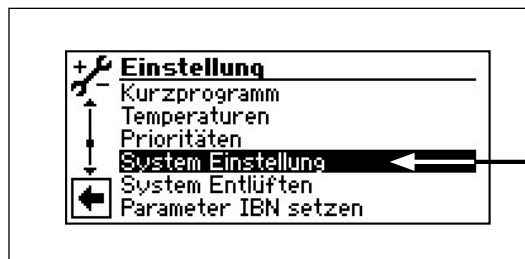 Einstellung
Kurzprogramm
Temperaturen
Prioritäten
System Einstellung
System Entlüften
Parameter IBN setzen